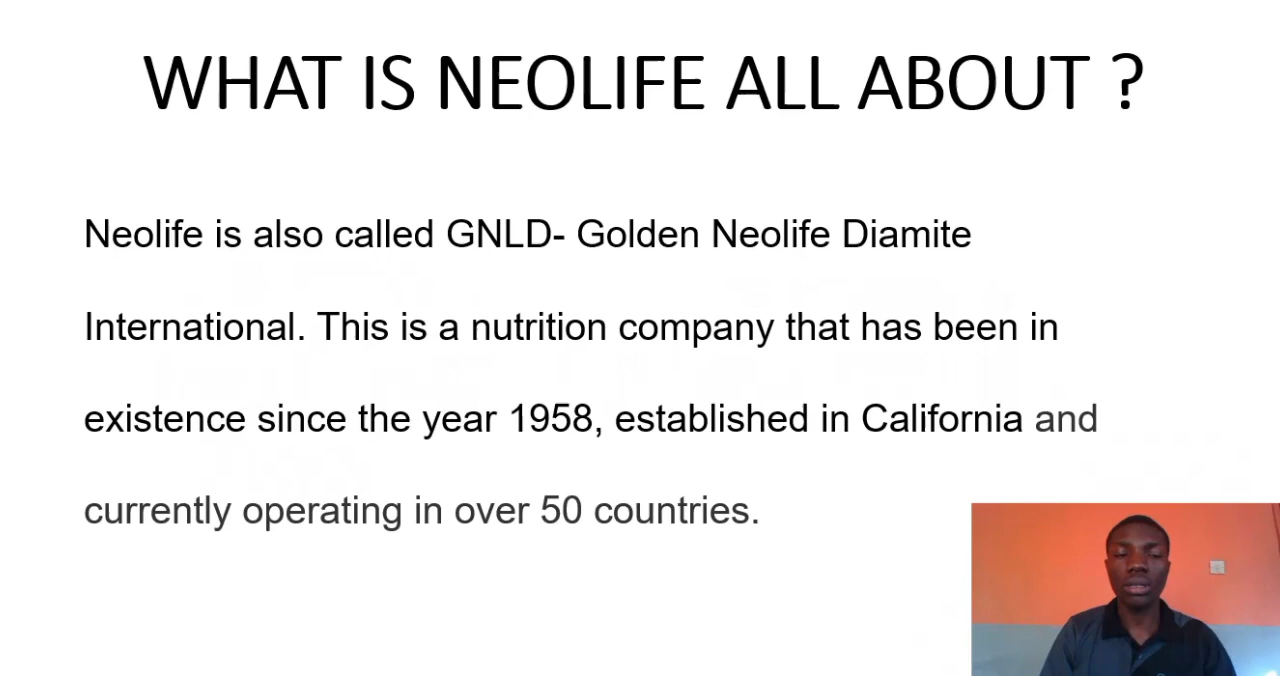 WHAT IS NEOLIFE ALL ABOUT ?
Neolife is also called GNLD- Golden Neolife Diamite
International. This is a nutrition company that has been in
existence since the year 1958, established in California and
currently operating in over 50 countries.